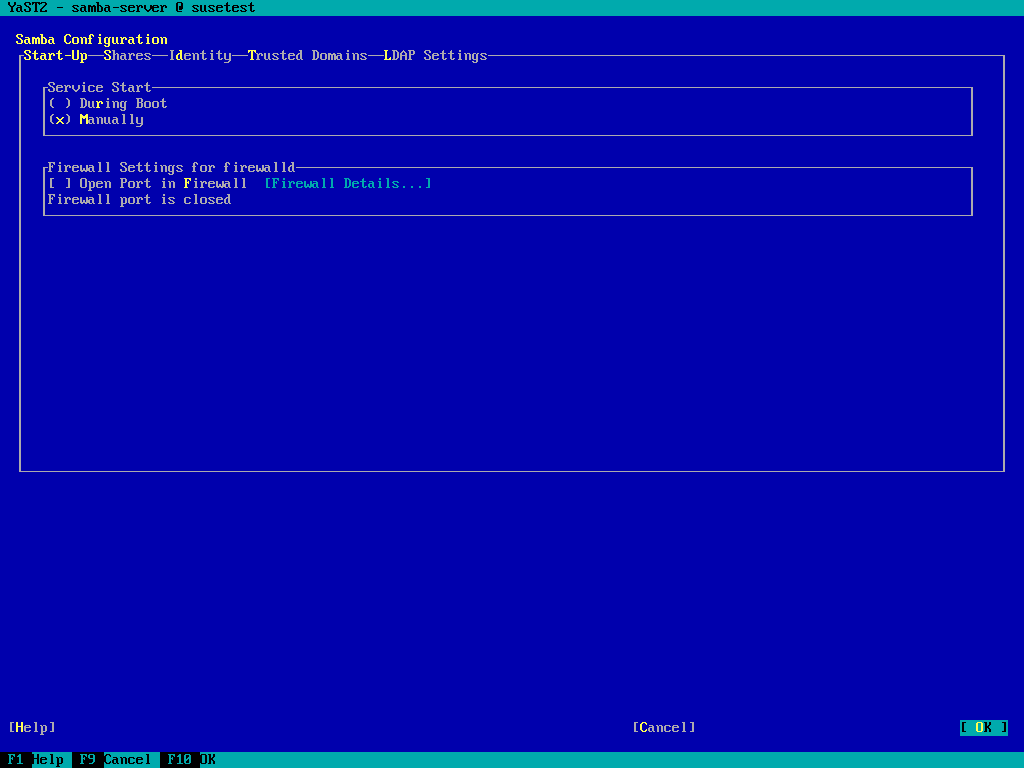 YaST2 - samba-server @ susetest
Samba Configuration
Start-Up Shares Identity Trusted Domains LDAP Settings
Service Start
( ) During Boot
(x) Manually
Firewall Settings for firewalld
[ ] Open Port in Firewall [Firewall Details...]
Firewall port is closed
[Help] [Cancel] [ OK ]
F1 Help F9 Cancel F10 OK